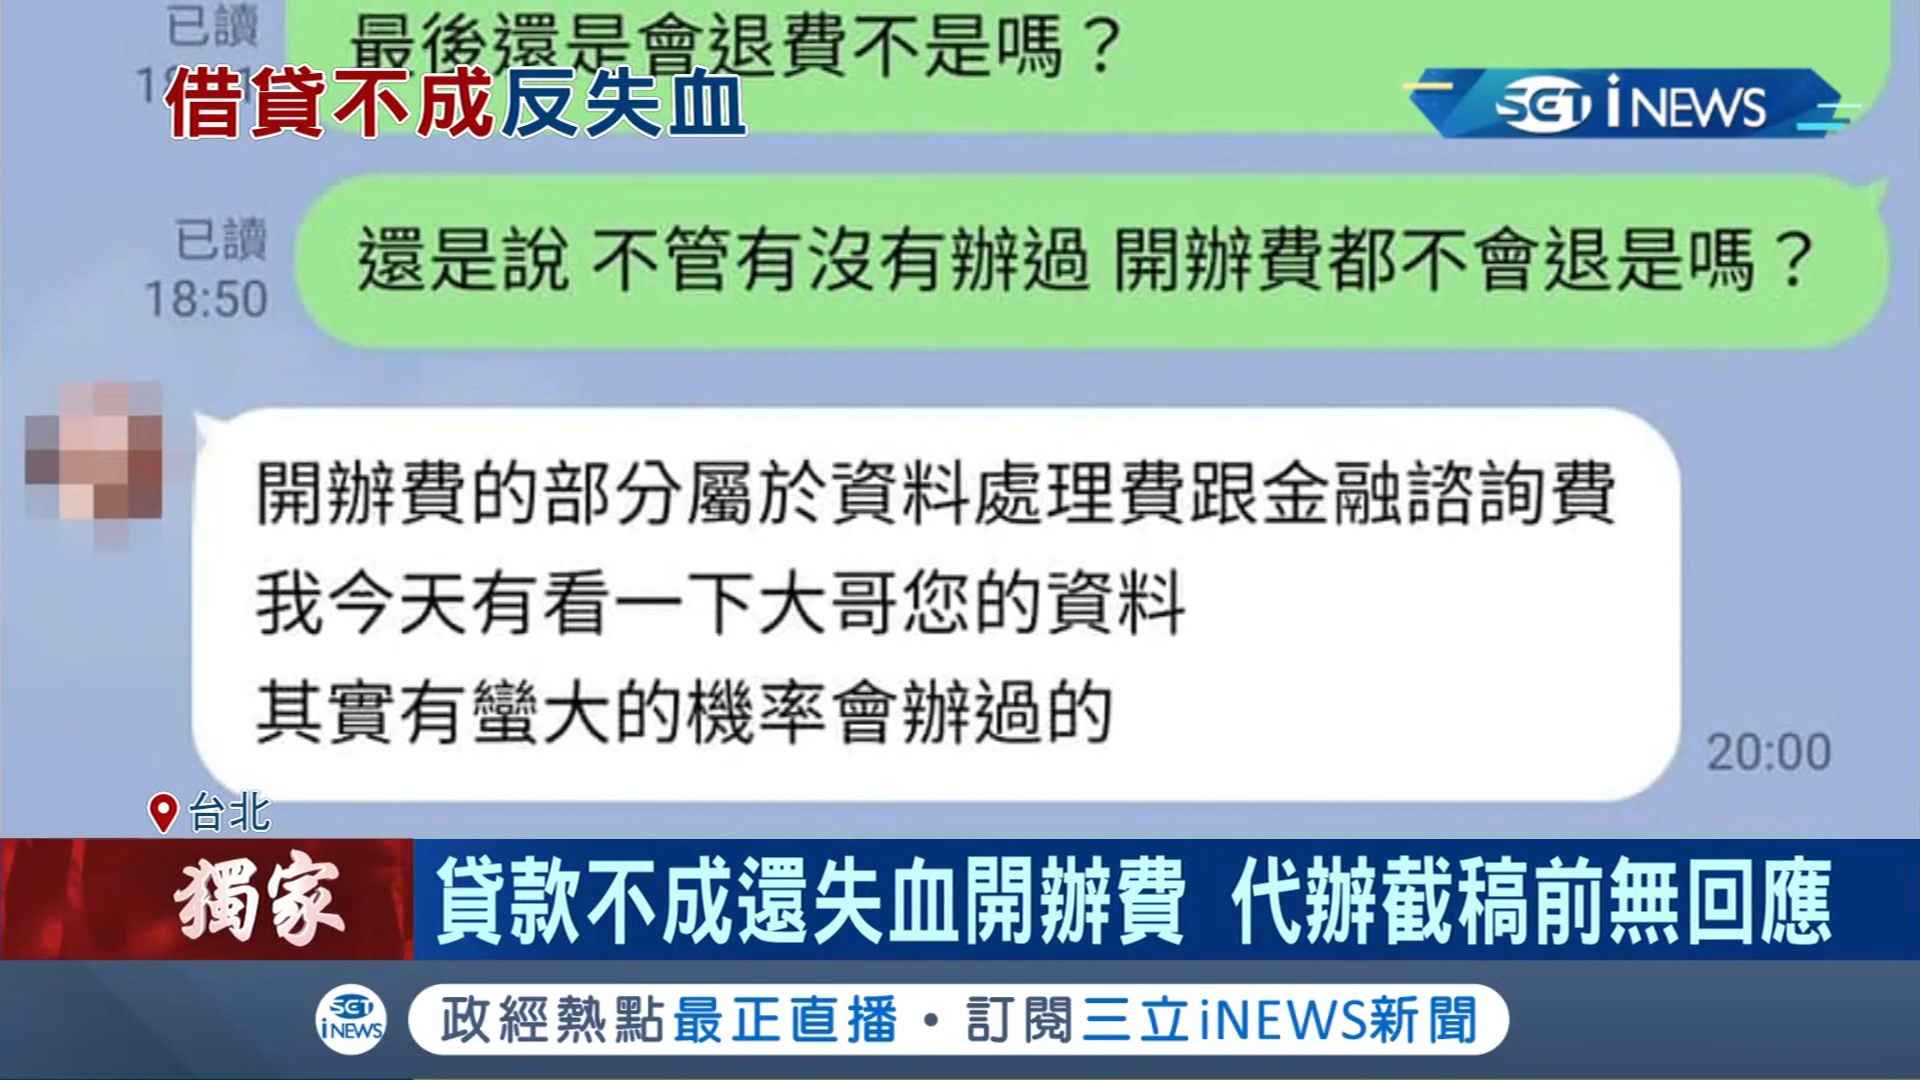 已讀
最後還是會退費不是嗎？
借貸不成反失血
SET iNEWS
已讀
18:50
還是說 不管有沒有辦過 開辦費都不會退是嗎？
開辦費的部分屬於資料處理費跟金融諮詢費
我今天有看一下大哥您的資料
其實有蠻大的機率會辦過的
20:00
台北
獨家
貸款不成還失血開辦費 代辦截稿前無回應
SET iNEWS
政經熱點最正直播・訂閱三立iNEWS新聞